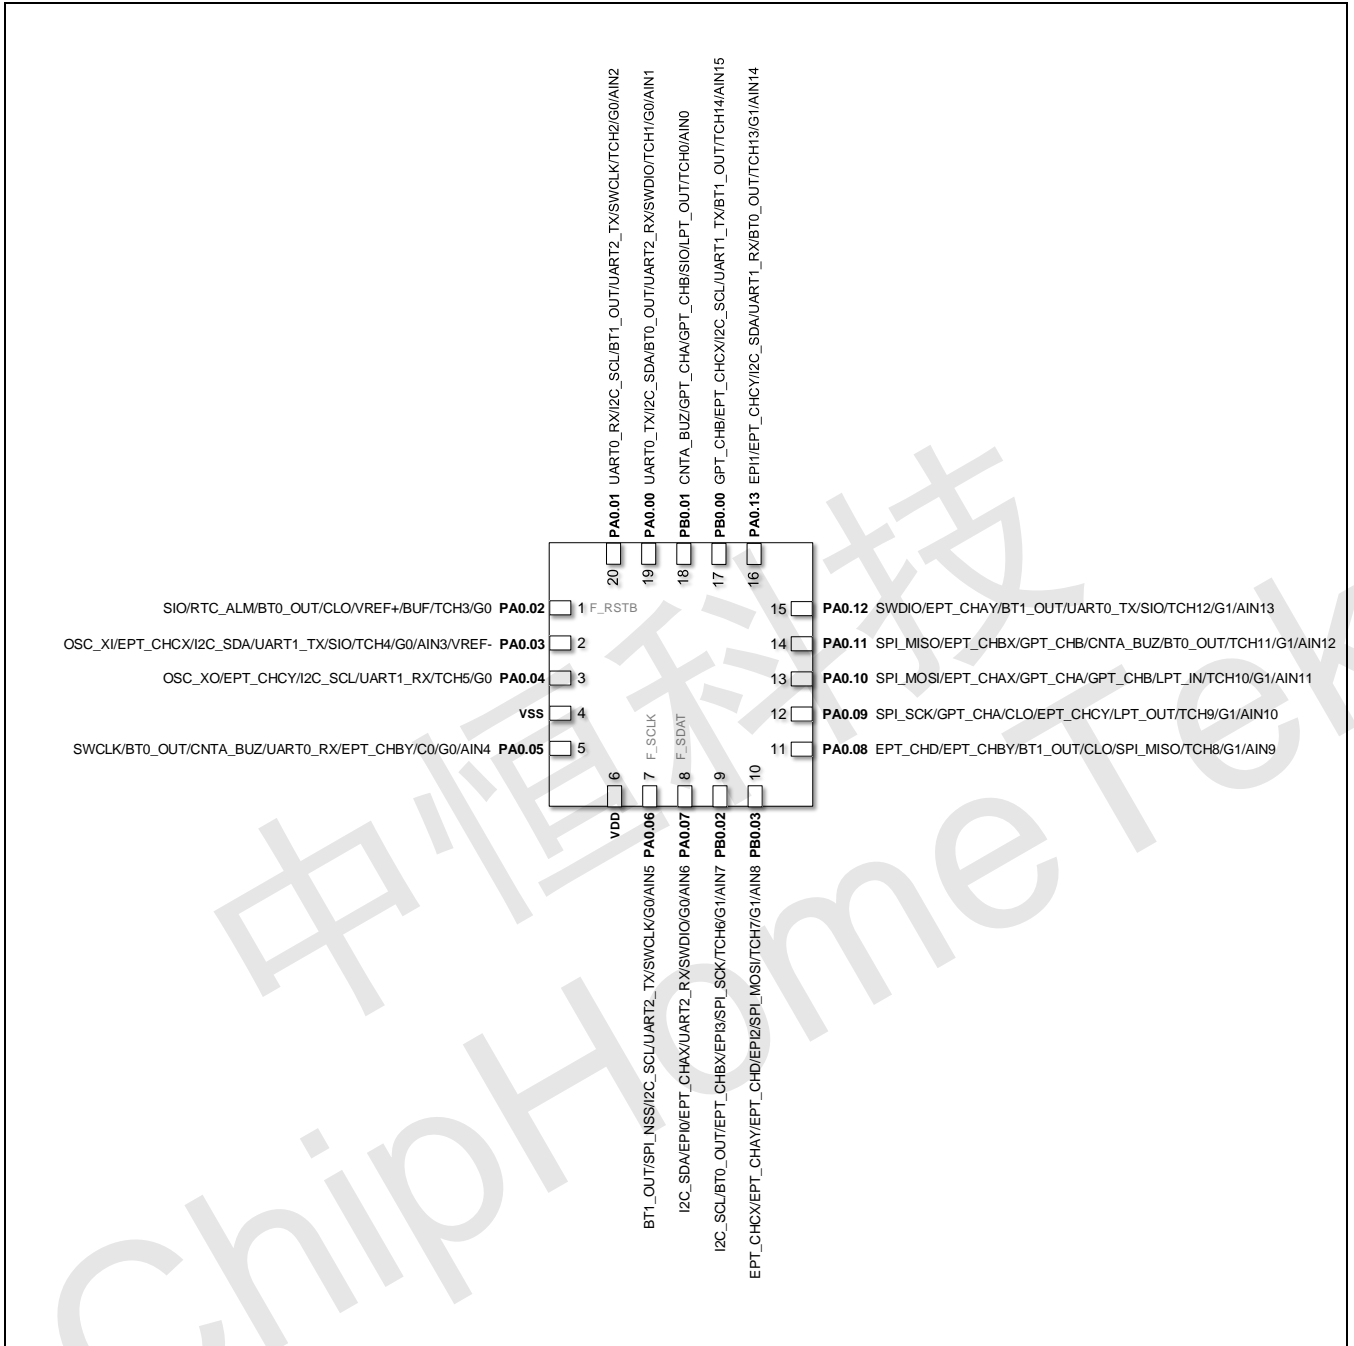 PA0.01 UART0_RX/I2C_SCL/BT1_OUT/UART2_TX/SWCLK/TCH2/G0/AIN2
PA0.00 UART0_TX/I2C_SDA/BT0_OUT/UART2_RX/SWDIO/TCH1/G0/AIN1
PB0.01 CNTA_BUZ/GPT_CHA/GPT_CHB/SIO/LPT_OUT/TCH0/AIN0
PB0.00 GPT_CHB/EPT_CHCX/I2C_SCL/UART1_TX/BT1_OUT/TCH14/AIN15
PA0.13 EPI1/EPT_CHCY/I2C_SDA/UART1_RX/BT0_OUT/TCH13/G1/AIN14
20 19 18 17 16
SIO/RTC_ALM/BT0_OUT/CLO/VREF+/BUF/TCH3/G0 PA0.02 1 F_RSTB
OSC_XI/EPT_CHCX/I2C_SDA/UART1_TX/SIO/TCH4/G0/AIN3/VREF- PA0.03 2
OSC_XO/EPT_CHCY/I2C_SCL/UART1_RX/TCH5/G0 PA0.04 3
VSS 4
SWCLK/BT0_OUT/CNTA_BUZ/UART0_RX/EPT_CHBY/C0/G0/AIN4 PA0.05 5
15 PA0.12 SWDIO/EPT_CHAY/BT1_OUT/UART0_TX/SIO/TCH12/G1/AIN13
14 PA0.11 SPI_MISO/EPT_CHBX/GPT_CHB/CNTA_BUZ/BT0_OUT/TCH11/G1/AIN12
13 PA0.10 SPI_MOSI/EPT_CHAX/GPT_CHA/GPT_CHB/LPT_IN/TCH10/G1/AIN11
12 PA0.09 SPI_SCK/GPT_CHA/CLO/EPT_CHCY/LPT_OUT/TCH9/G1/AIN10
11 PA0.08 EPT_CHD/EPT_CHBY/BT1_OUT/CLO/SPI_MISO/TCH8/G1/AIN9
F_SCLK
F_SDAT
6 7 8 9 10
VDD
BT1_OUT/SPI_NSS/I2C_SCL/UART2_TX/SWCLK/G0/AIN5 PA0.06
I2C_SDA/EPI0/EPT_CHAX/UART2_RX/SWDIO/G0/AIN6 PA0.07
I2C_SCL/BT0_OUT/EPT_CHBX/EPI3/SPI_SCK/TCH6/G1/AIN7 PB0.02
EPT_CHCX/EPT_CHAY/EPT_CHD/EPI2/SPI_MOSI/TCH7/G1/AIN8 PB0.03
中恒科技
ChipHomeTek